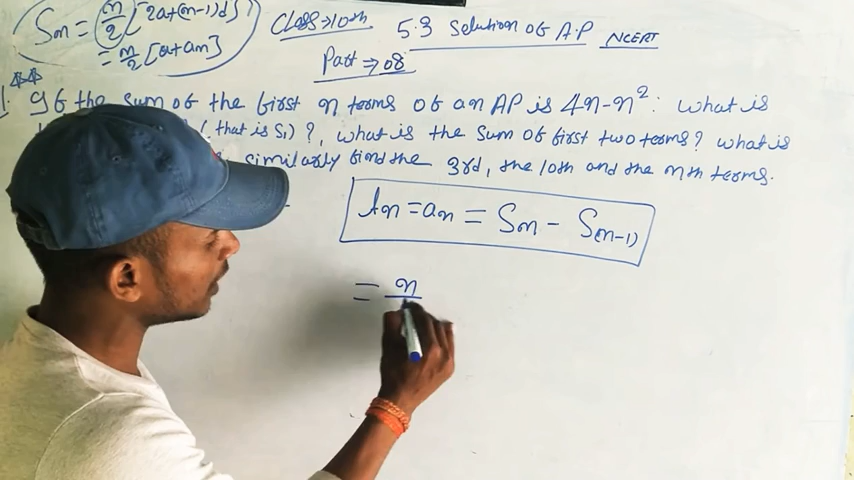 Sn = n/2 [2a+(n-1)d]
= n/2 [a+an]
Class→10th
5.3 Solution of A.P NCERT
Part→08
1. If the sum of the first n terms of an AP is 4n-n². what is
(that is S1)?, what is the sum of first two terms? what is
similarly find the 3rd, the 10th and the nth terms.
tn = an = Sn - S(n-1)
= n